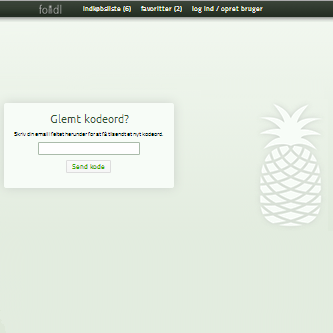 foodl indkøbsliste (6) favoritter (2) log ind / opret bruger
Glemt kodeord?
Skriv din email i feltet herunder for at få tilsendt et nyt kodeord.
Send kode